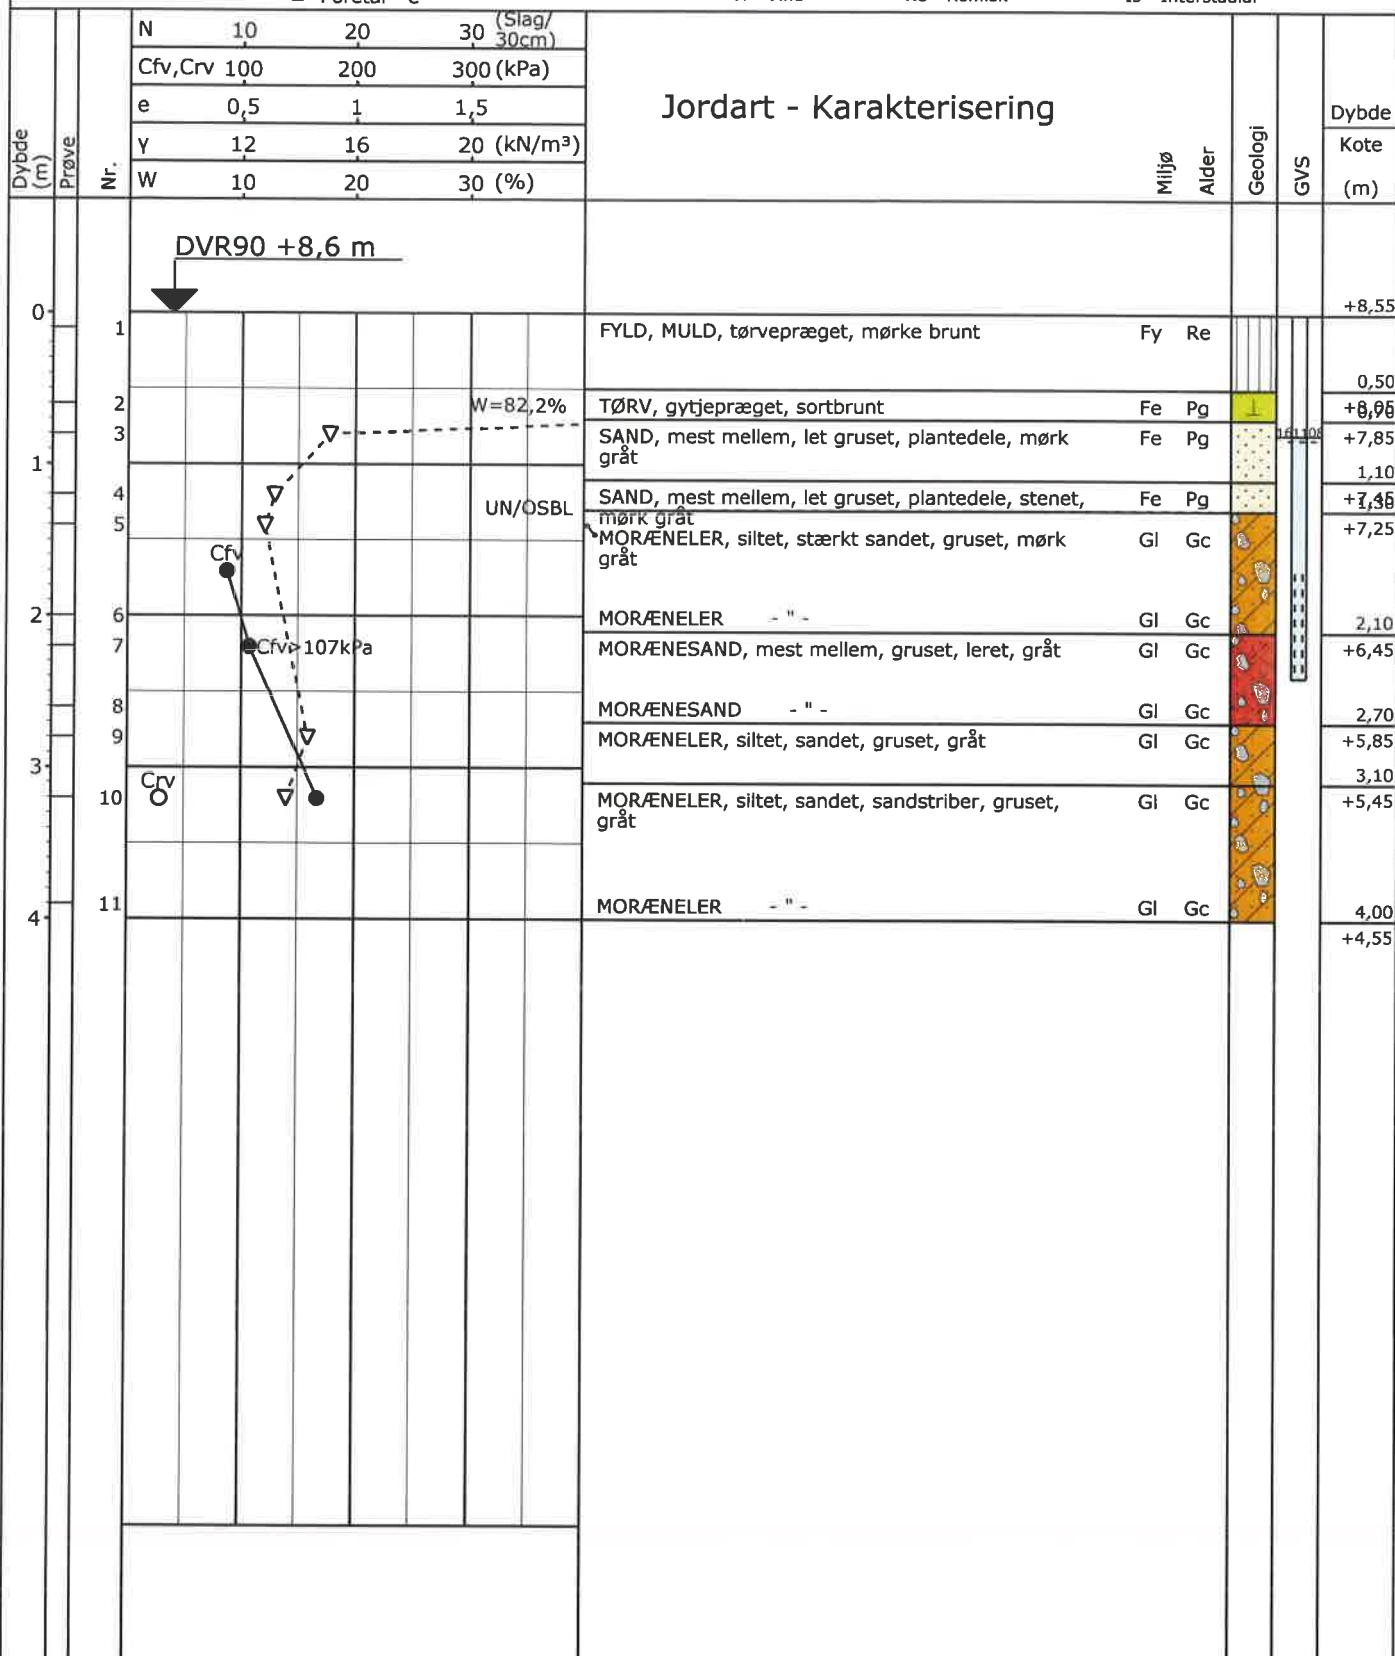 N 10 20 30 (Slag/30cm)
Cfv,Crv 100 200 300 (kPa)
e 0,5 1 1,5
γ 12 16 20 (kN/m³)
W 10 20 30 (%)
Dybde (m)
Prøve
Nr.
Jordart - Karakterisering
Miljø
Alder
Geologi
GVS
Dybde
Kote
(m)
DVR90 +8,6 m
+8,55
0
1 FYLD, MULD, tørvepræget, mørke brunt Fy Re
0,50
2 W=82,2% TØRV, gytjepræget, sortbrunt Fe Pg
3 SAND, mest mellem, let gruset, plantedele, mørk Fe Pg +7,85
gråt
1
1,10
4 SAND, mest mellem, let gruset, plantedele, stenet, Fe Pg
UN/OSBL
mørk gråt
5 MORÆNELER, siltet, stærkt sandet, gruset, mørk Gl Gc +7,25
gråt
Cfv
2
6 MORÆNELER - " - Gl Gc 2,10
7 Cfv>107kPa MORÆNESAND, mest mellem, gruset, leret, gråt Gl Gc +6,45
8 MORÆNESAND - " - Gl Gc 2,70
9 MORÆNELER, siltet, sandet, gruset, gråt Gl Gc +5,85
3
3,10
Crv
10 MORÆNELER, siltet, sandet, sandstriber, gruset, Gl Gc +5,45
gråt
11 MORÆNELER - " - Gl Gc 4,00
4
+4,55